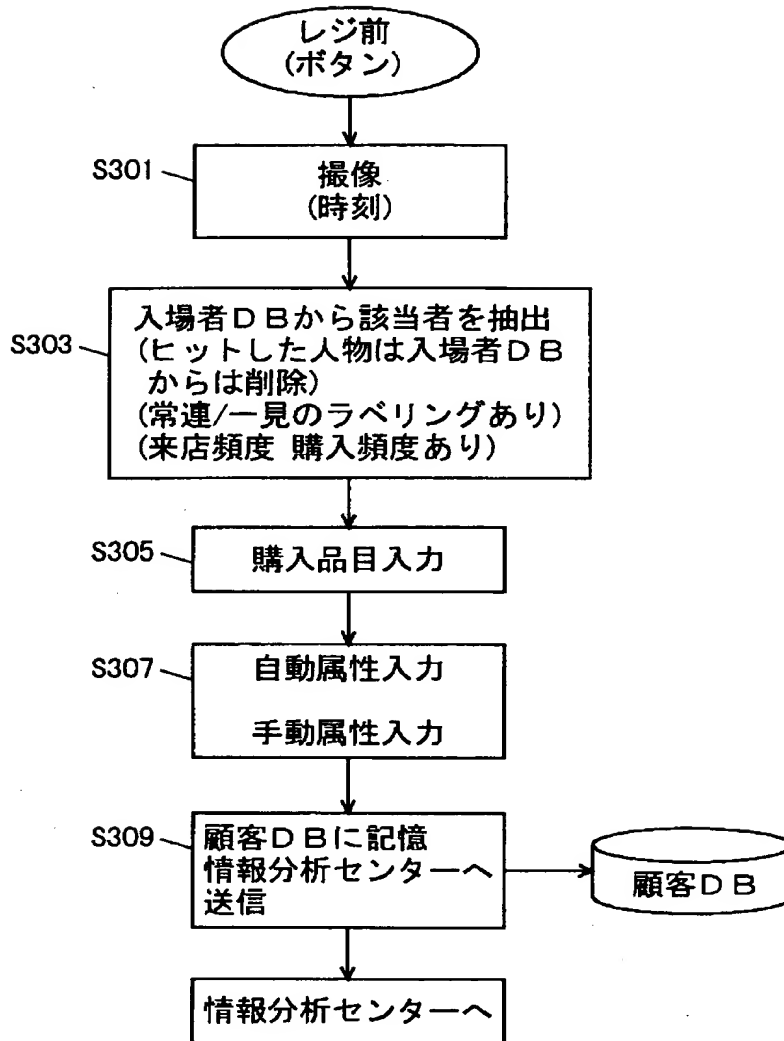 レジ前
(ボタン)
S301
撮像
(時刻)
S303
入場者ＤＢから該当者を抽出
(ヒットした人物は入場者ＤＢ
からは削除)
(常連/一見のラベリングあり)
(来店頻度 購入頻度あり)
S305
購入品目入力
S307
自動属性入力
手動属性入力
S309
顧客ＤＢに記憶
情報分析センターへ
送信
顧客ＤＢ
情報分析センターへ